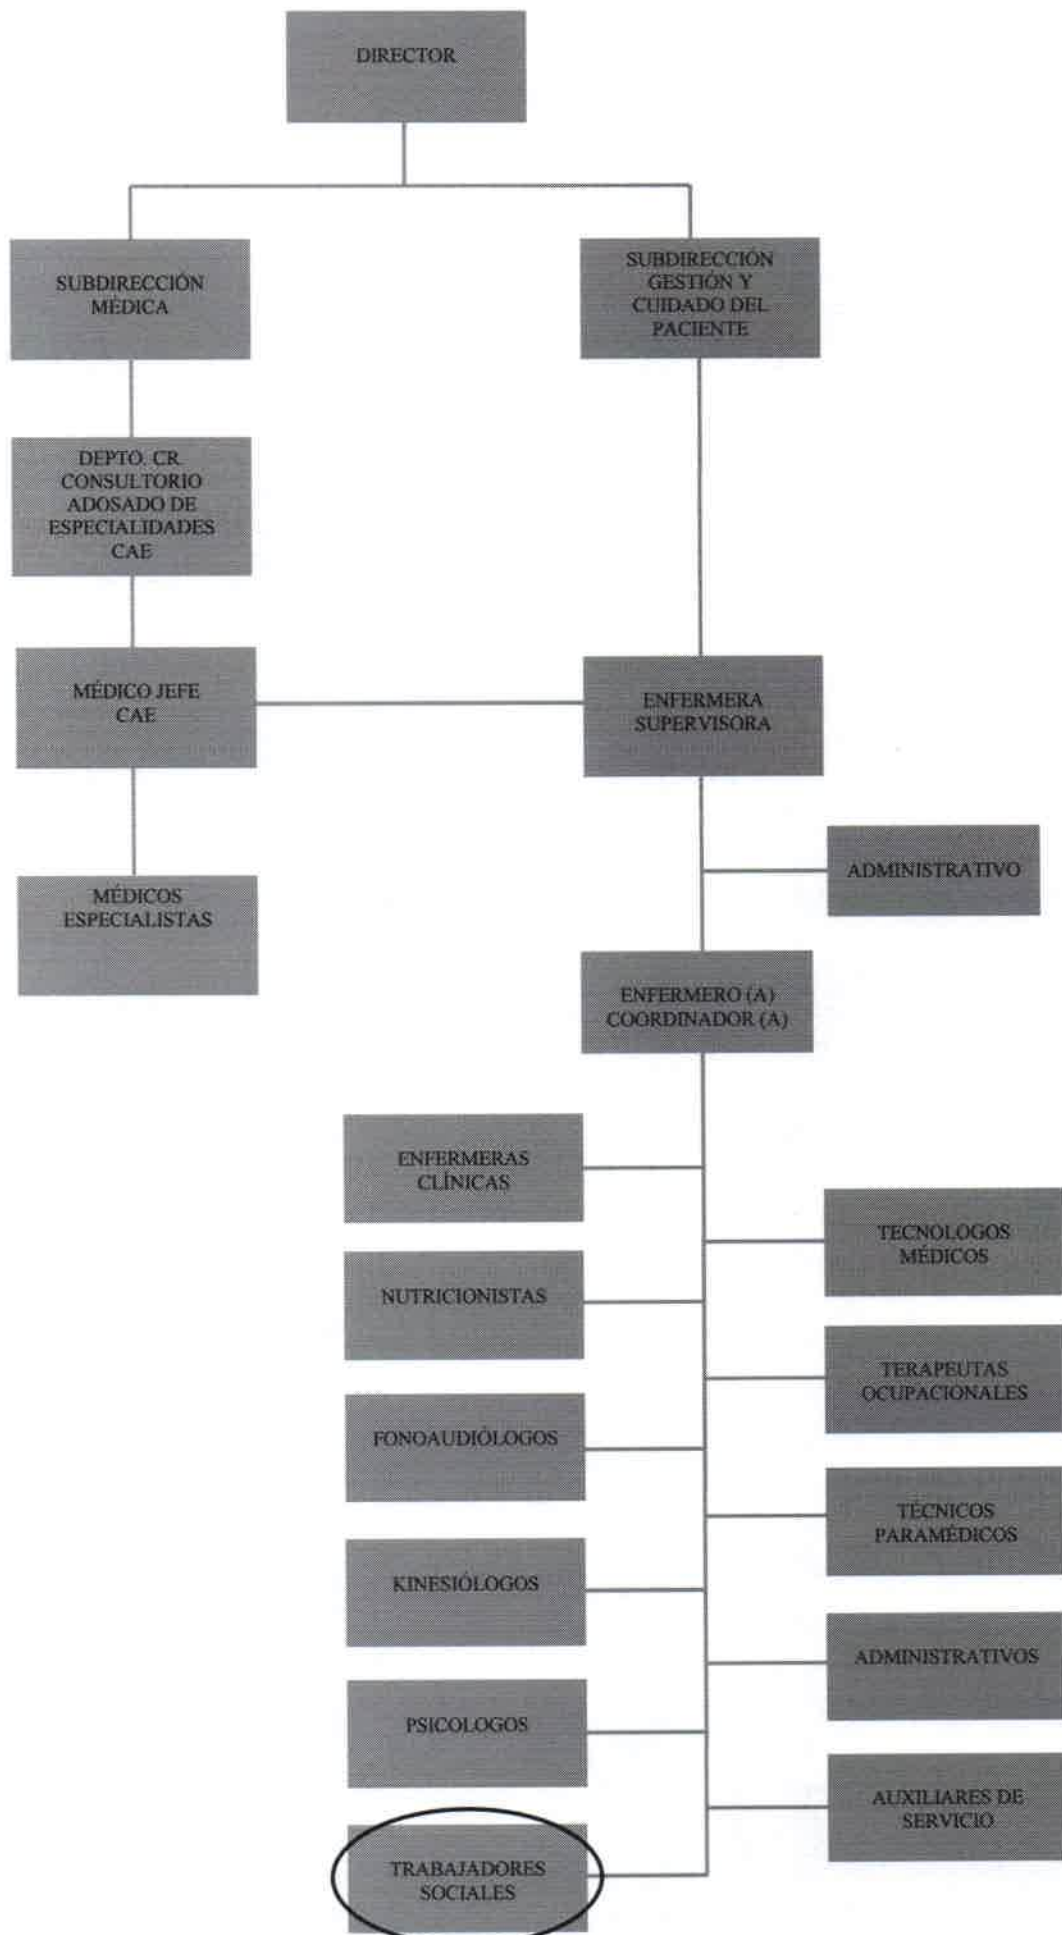 DIRECTOR
SUBDIRECCIÓN
MÉDICA
SUBDIRECCIÓN
GESTIÓN Y
CUIDADO DEL
PACIENTE
DEPTO. CR.
CONSULTORIO
ADOSADO DE
ESPECIALIDADES
CAE
MÉDICO JEFE
CAE
ENFERMERA
SUPERVISORA
ADMINISTRATIVO
MÉDICOS
ESPECIALISTAS
ENFERMERO (A)
COORDINADOR (A)
ENFERMERAS
CLÍNICAS
TECNOLOGOS
MÉDICOS
NUTRICIONISTAS
TERAPEUTAS
OCUPACIONALES
FONOAUDIÓLOGOS
TÉCNICOS
PARAMÉDICOS
KINESIÓLOGOS
ADMINISTRATIVOS
PSICOLOGOS
AUXILIARES DE
SERVICIO
TRABAJADORES
SOCIALES